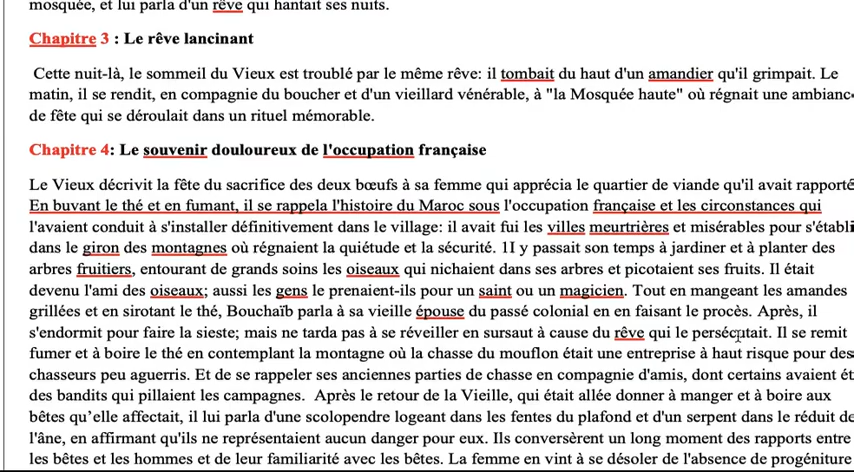 mosquée, et lui parla d'un rêve qui hantait ses nuits.
Chapitre 3 : Le rêve lancinant
Cette nuit-là, le sommeil du Vieux est troublé par le même rêve: il tombait du haut d'un amandier qu'il grimpait. Le
matin, il se rendit, en compagnie du boucher et d'un vieillard vénérable, à "la Mosquée haute" où régnait une ambianc
de fête qui se déroulait dans un rituel mémorable.
Chapitre 4: Le souvenir douloureux de l'occupation française
Le Vieux décrivit la fête du sacrifice des deux bœufs à sa femme qui apprécia le quartier de viande qu'il avait rapporté
En buvant le thé et en fumant, il se rappela l'histoire du Maroc sous l'occupation française et les circonstances qui
l'avaient conduit à s'installer définitivement dans le village: il avait fui les villes meurtrières et misérables pour s'établi
dans le giron des montagnes où régnaient la quiétude et la sécurité. 1I y passait son temps à jardiner et à planter des
arbres fruitiers, entourant de grands soins les oiseaux qui nichaient dans ses arbres et picotaient ses fruits. Il était
devenu l'ami des oiseaux; aussi les gens le prenaient-ils pour un saint ou un magicien. Tout en mangeant les amandes
grillées et en sirotant le thé, Bouchaïb parla à sa vieille épouse du passé colonial en en faisant le procès. Après, il
s'endormit pour faire la sieste; mais ne tarda pas à se réveiller en sursaut à cause du rêve qui le persécutait. Il se remit
fumer et à boire le thé en contemplant la montagne où la chasse du mouflon était une entreprise à haut risque pour des
chasseurs peu aguerris. Et de se rappeler ses anciennes parties de chasse en compagnie d'amis, dont certains avaient ét
des bandits qui pillaient les campagnes. Après le retour de la Vieille, qui était allée donner à manger et à boire aux
bêtes qu'elle affectait, il lui parla d'une scolopendre logeant dans les fentes du plafond et d'un serpent dans le réduit de
l'âne, en affirmant qu'ils ne représentaient aucun danger pour eux. Ils conversèrent un long moment des rapports entre
les bêtes et les hommes et de leur familiarité avec les bêtes. La femme en vint à se désoler de l'absence de progéniture